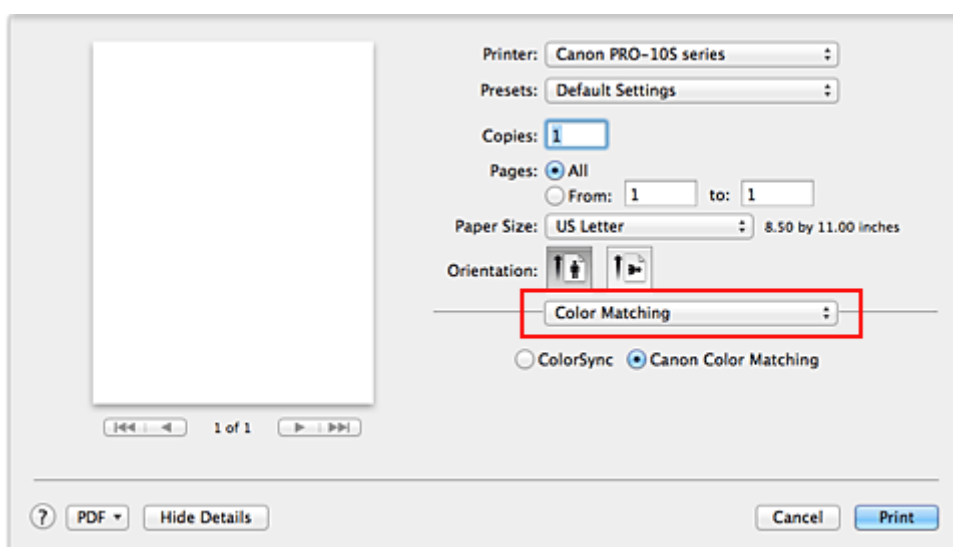 Printer: Canon PRO-10S series
Presets: Default Settings
Copies: 1
Pages: All
From: 1 to: 1
Paper Size: US Letter 8.50 by 11.00 inches
Orientation:
Color Matching
ColorSync Canon Color Matching
1 of 1
? PDF Hide Details Cancel Print